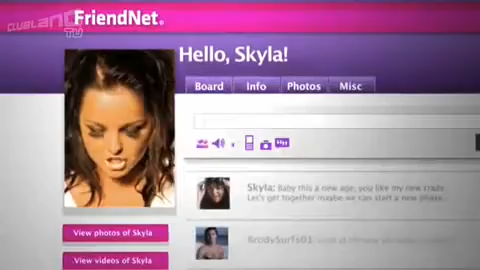 CLUBLAND TV
FriendNet.
Hello, Skyla!
Board Info Photos Misc
Skyla: Baby this a new age, you like my new craze
Let's get together maybe we can start a new phase
BrodySurfs01:
View photos of Skyla
View videos of Skyla